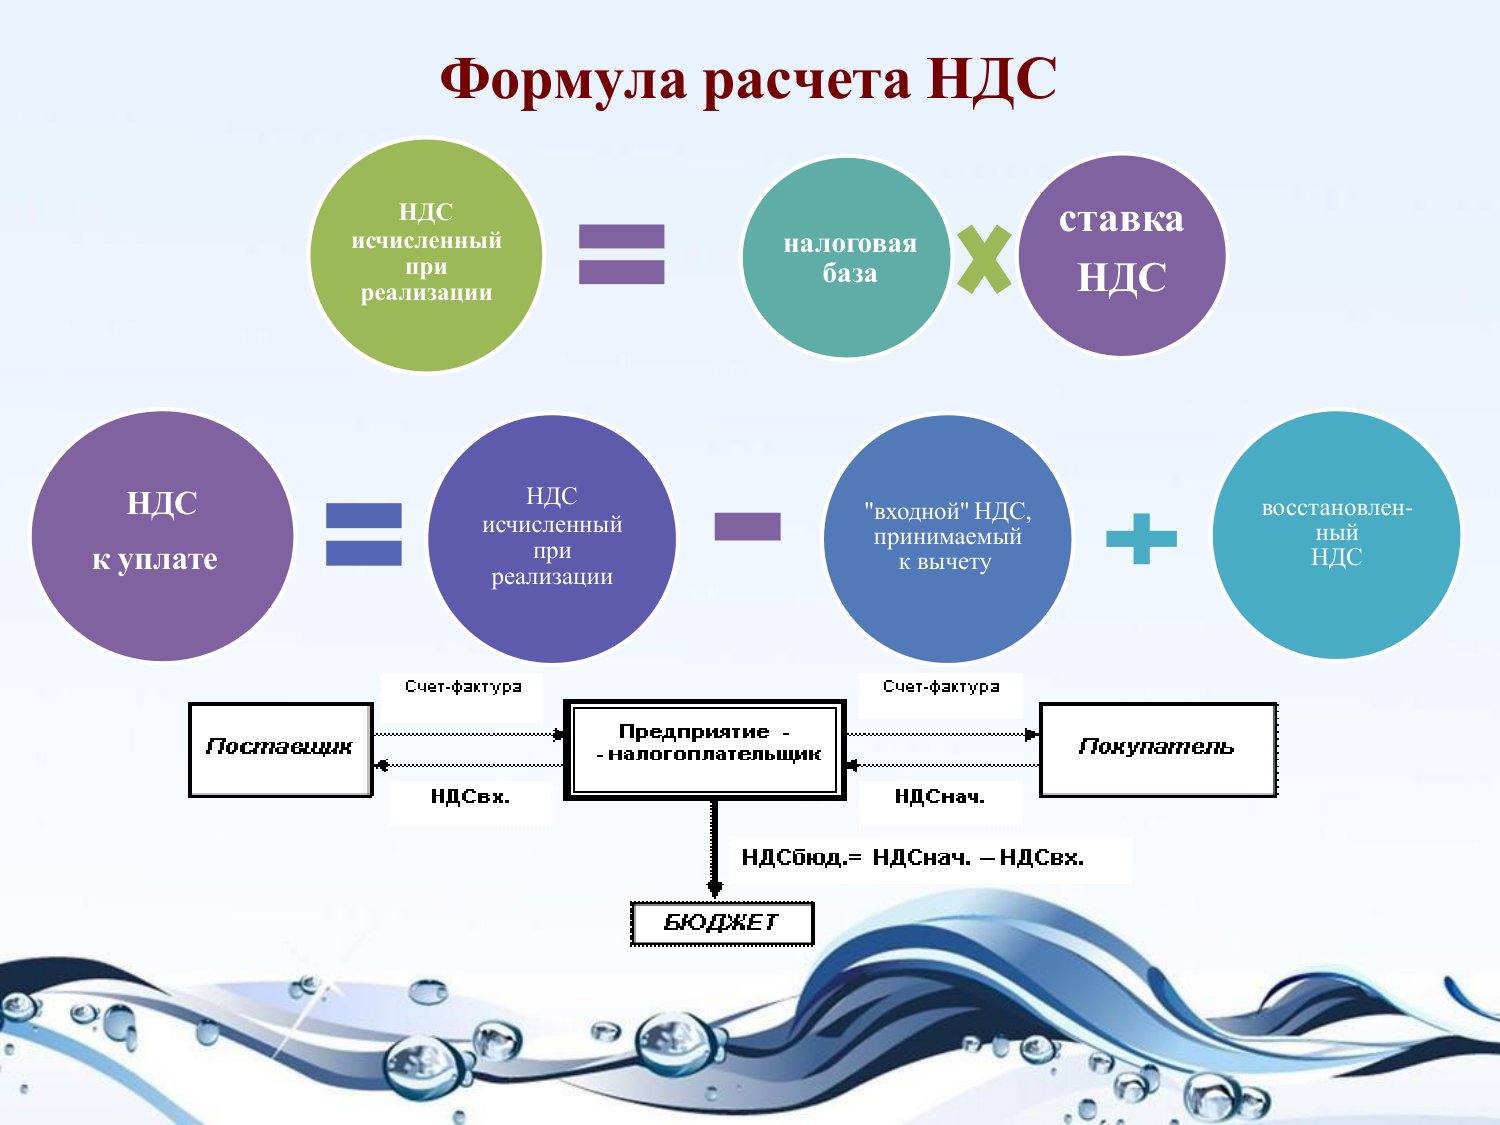 Формула расчета НДС
НДС
исчисленный
при
реализации
=
налоговая
база
х
ставка
НДС
НДС
к уплате
=
НДС
исчисленный
при
реализации
-
"входной" НДС,
принимаемый
к вычету
+
восстановлен-
ный
НДС
Счет-фактура
Счет-фактура
Поставщик
Предприятие -
- налогоплательщик
Покупатель
НДСвх.
НДСнач.
НДСбюд.= НДСнач. – НДСвх.
БЮДЖЕТ